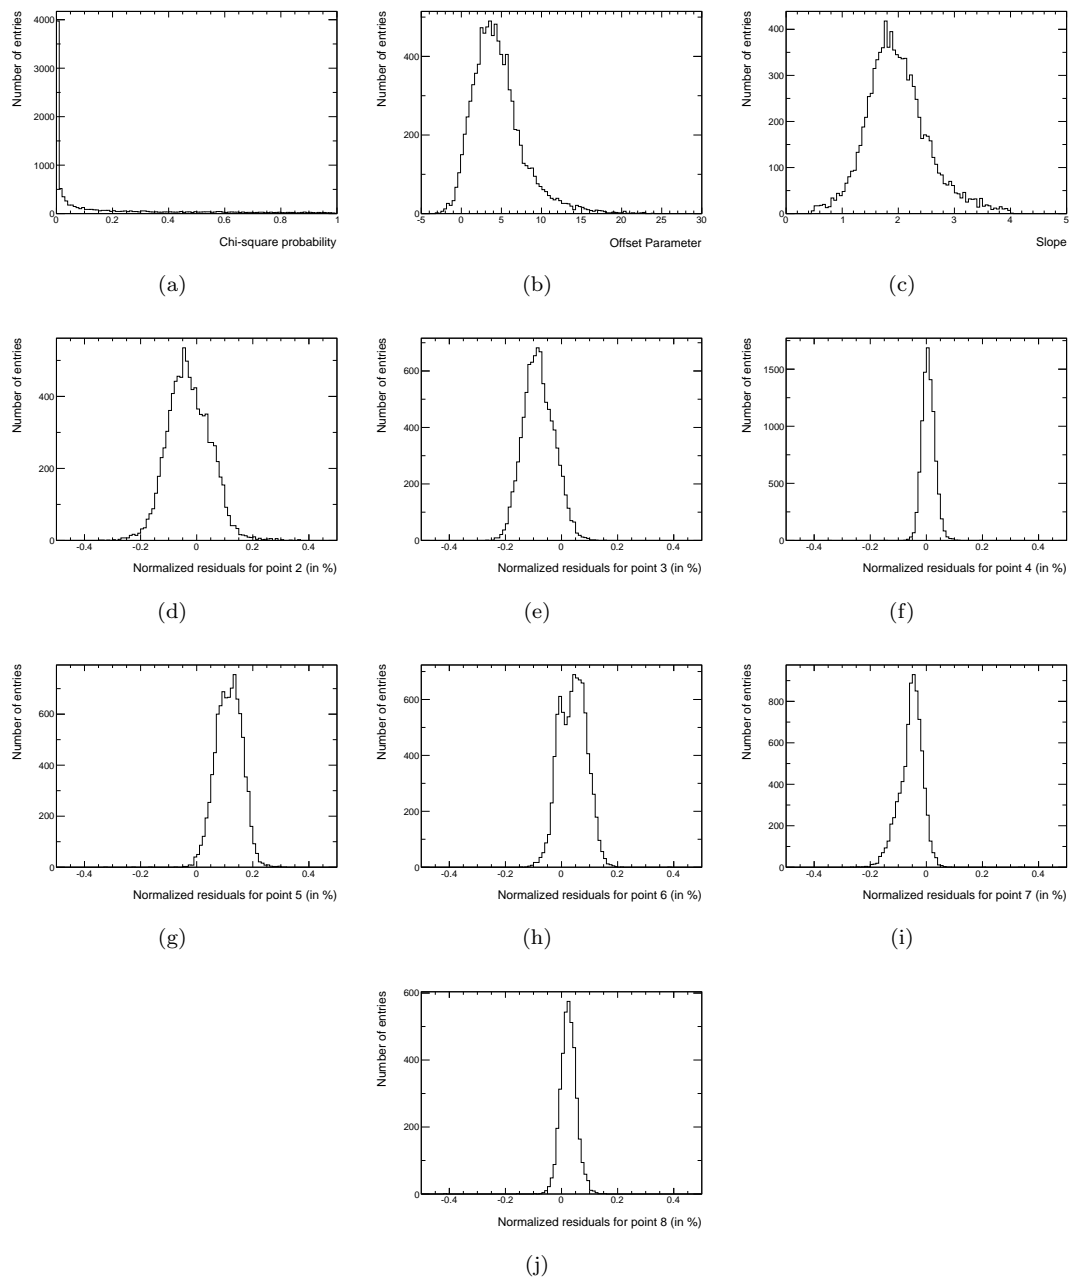 Number of entries
4000
3000
2000
1000
0
0 0.2 0.4 0.6 0.8 1
Chi-square probability
(a)
Number of entries
400
200
0
-5 0 5 10 15 20 25 30
Offset Parameter
(b)
Number of entries
400
300
200
100
0
0 1 2 3 4 5
Slope
(c)
Number of entries
400
200
0
-0.4 -0.2 0 0.2 0.4
Normalized residuals for point 2 (in %)
(d)
Number of entries
600
400
200
0
-0.4 -0.2 0 0.2 0.4
Normalized residuals for point 3 (in %)
(e)
Number of entries
1500
1000
500
0
-0.4 -0.2 0 0.2 0.4
Normalized residuals for point 4 (in %)
(f)
Number of entries
600
400
200
0
-0.4 -0.2 0 0.2 0.4
Normalized residuals for point 5 (in %)
(g)
Number of entries
600
400
200
0
-0.4 -0.2 0 0.2 0.4
Normalized residuals for point 6 (in %)
(h)
Number of entries
800
600
400
200
0
-0.4 -0.2 0 0.2 0.4
Normalized residuals for point 7 (in %)
(i)
Number of entries
600
400
200
0
-0.4 -0.2 0 0.2 0.4
Normalized residuals for point 8 (in %)
(j)